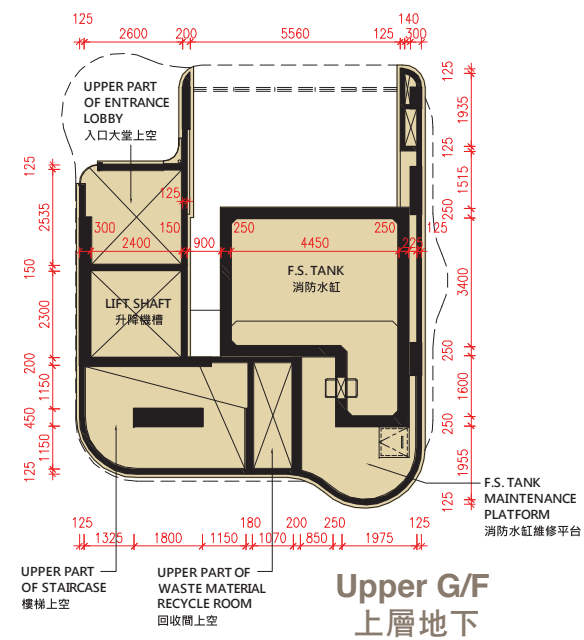 125
140
2600
200
5560
125
300
UPPER PART
OF ENTRANCE
LOBBY
入口大堂上空
125
1935
125
1515
250
125
3400
250
1600
250
1955
125
125
2535
150
2300
200
1150
450
1150
125
125
300
150
2400
900
250
4450
250
225
F.S. TANK
消防水缸
LIFT SHAFT
升降機槽
125
1325
1800
1150
180
1070
200
850
250
1975
125
F.S. TANK
MAINTENANCE
PLATFORM
消防水缸維修平台
UPPER PART
OF STAIRCASE
樓梯上空
UPPER PART OF
WASTE MATERIAL
RECYCLE ROOM
回收間上空
Upper G/F
上層地下